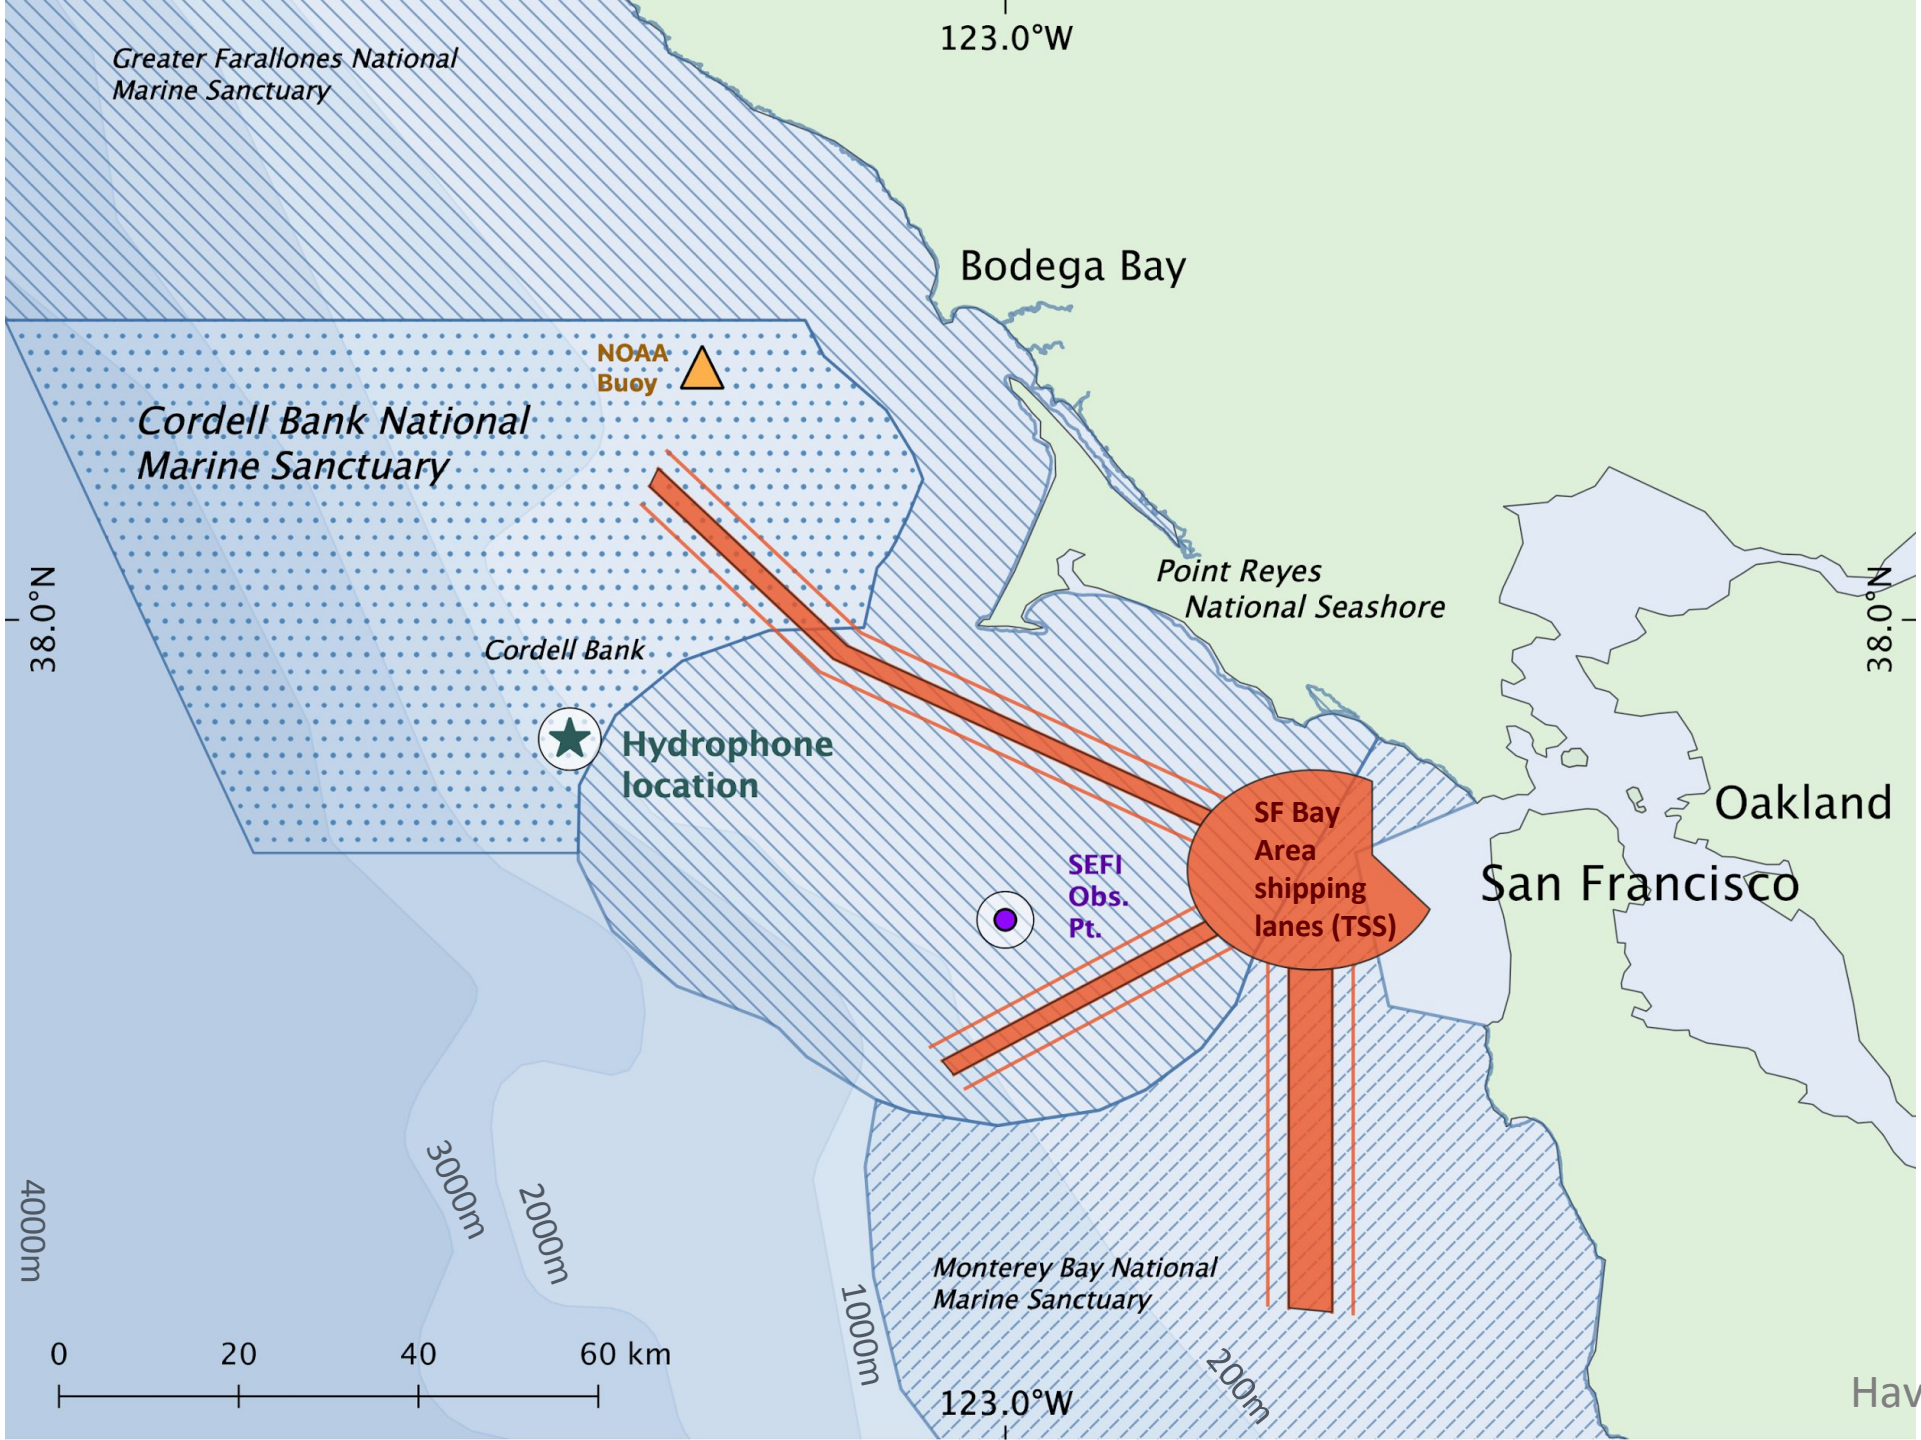 123.0°W
Greater Farallones National
Marine Sanctuary
Bodega Bay
NOAA
Buoy
Cordell Bank National
Marine Sanctuary
38.0°N
Point Reyes
National Seashore
38.0°N
Cordell Bank
Hydrophone
location
SF Bay
Area
shipping
lanes (TSS)
Oakland
San Francisco
SEFI
Obs.
Pt.
4000m
3000m
2000m
1000m
200m
Monterey Bay National
Marine Sanctuary
0 20 40 60 km
123.0°W
Hav